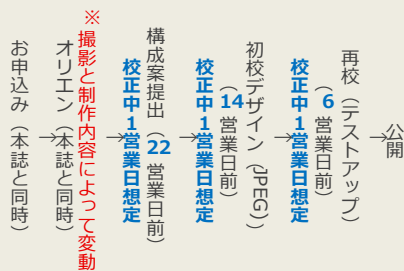 お申込み（本誌と同時）
→
オリエン（本誌と同時）
※撮影と制作内容によって変動
→
構成案提出（22営業日前）
校正中1営業日想定
→
初校デザイン（JPEG））
（14営業日前）
校正中1営業日想定
→
再校（テストアップ）
（6営業日前）
校正中1営業日想定
→
公開